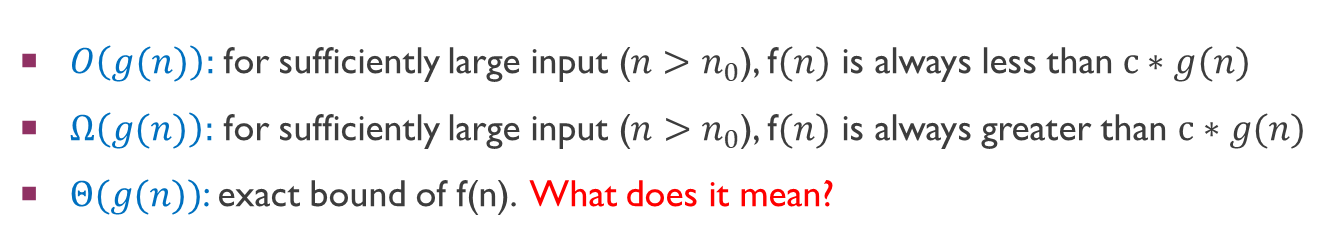 ▪ O(g(n)): for sufficiently large input (n > n₀), f(n) is always less than c ∗ g(n)
▪ Ω(g(n)): for sufficiently large input (n > n₀), f(n) is always greater than c ∗ g(n)
▪ Θ(g(n)): exact bound of f(n). What does it mean?